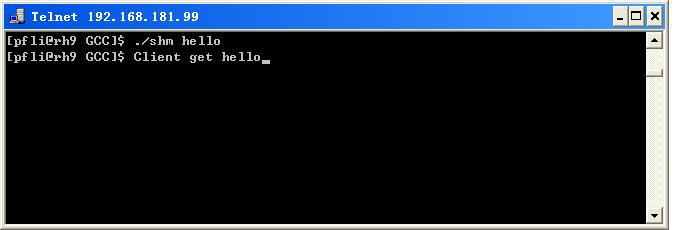 Telnet 192.168.181.99
[pfli@rh9 GCC]$ ./shm hello
[pfli@rh9 GCC]$ Client get hello